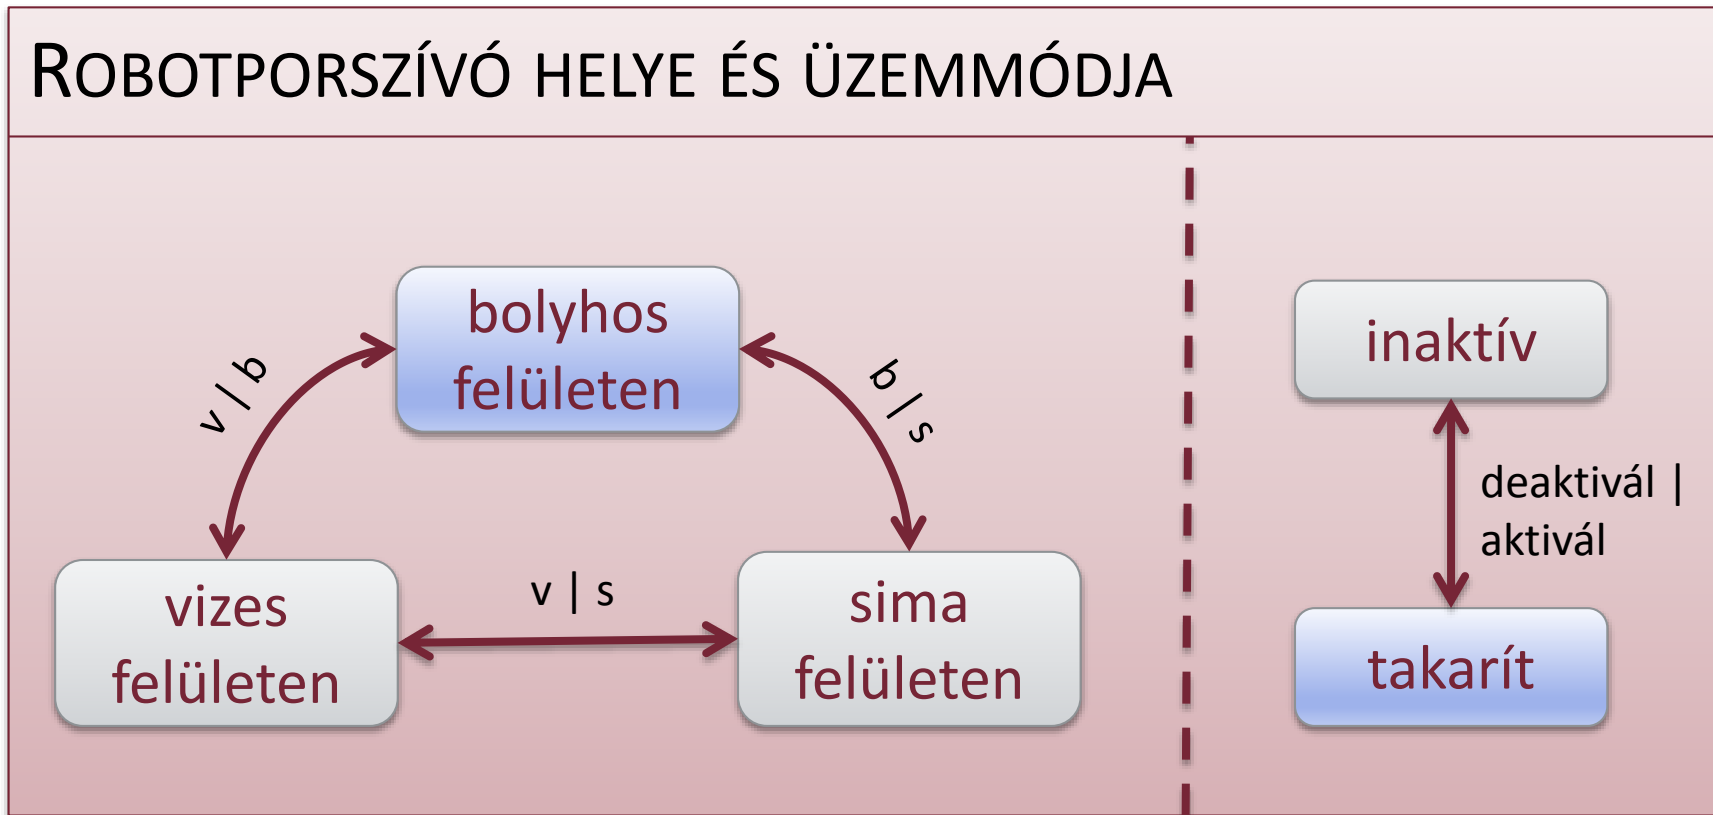 ROBOTPORSZÍVÓ HELYE ÉS ÜZEMMÓDJA
bolyhos
felületen
v | b
b | s
vizes
felületen
v | s
sima
felületen
inaktív
deaktivál |
aktivál
takarít